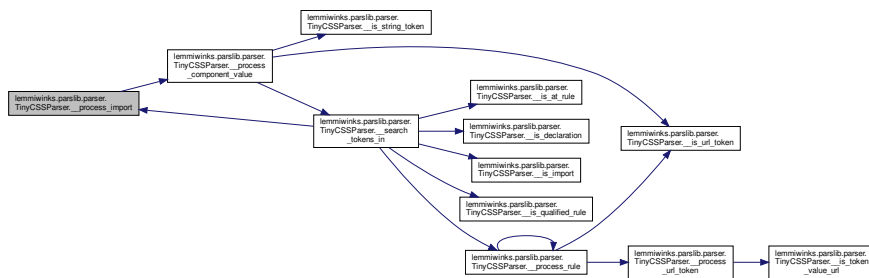 lemmiwinks.parslib.parser.
TinyCSSParser.__process_import
lemmiwinks.parslib.parser.
TinyCSSParser.__process
_component_value
lemmiwinks.parslib.parser.
TinyCSSParser.__is_string_token
lemmiwinks.parslib.parser.
TinyCSSParser.__search
_tokens_in
lemmiwinks.parslib.parser.
TinyCSSParser.__is_at_rule
lemmiwinks.parslib.parser.
TinyCSSParser.__is_declaration
lemmiwinks.parslib.parser.
TinyCSSParser.__is_import
lemmiwinks.parslib.parser.
TinyCSSParser.__is_qualified_rule
lemmiwinks.parslib.parser.
TinyCSSParser.__process_rule
lemmiwinks.parslib.parser.
TinyCSSParser.__is_url_token
lemmiwinks.parslib.parser.
TinyCSSParser.__process
_url_token
lemmiwinks.parslib.parser.
TinyCSSParser.__is_token
_value_url